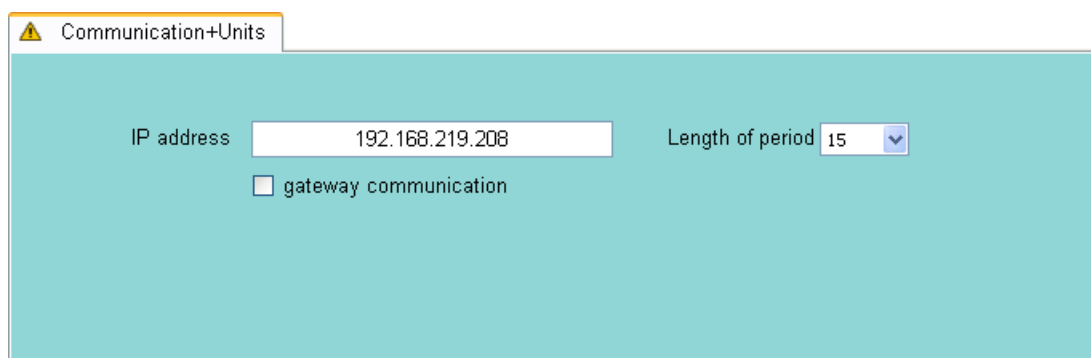 Communication+Units
IP address 192.168.219.208 Length of period 15
gateway communication